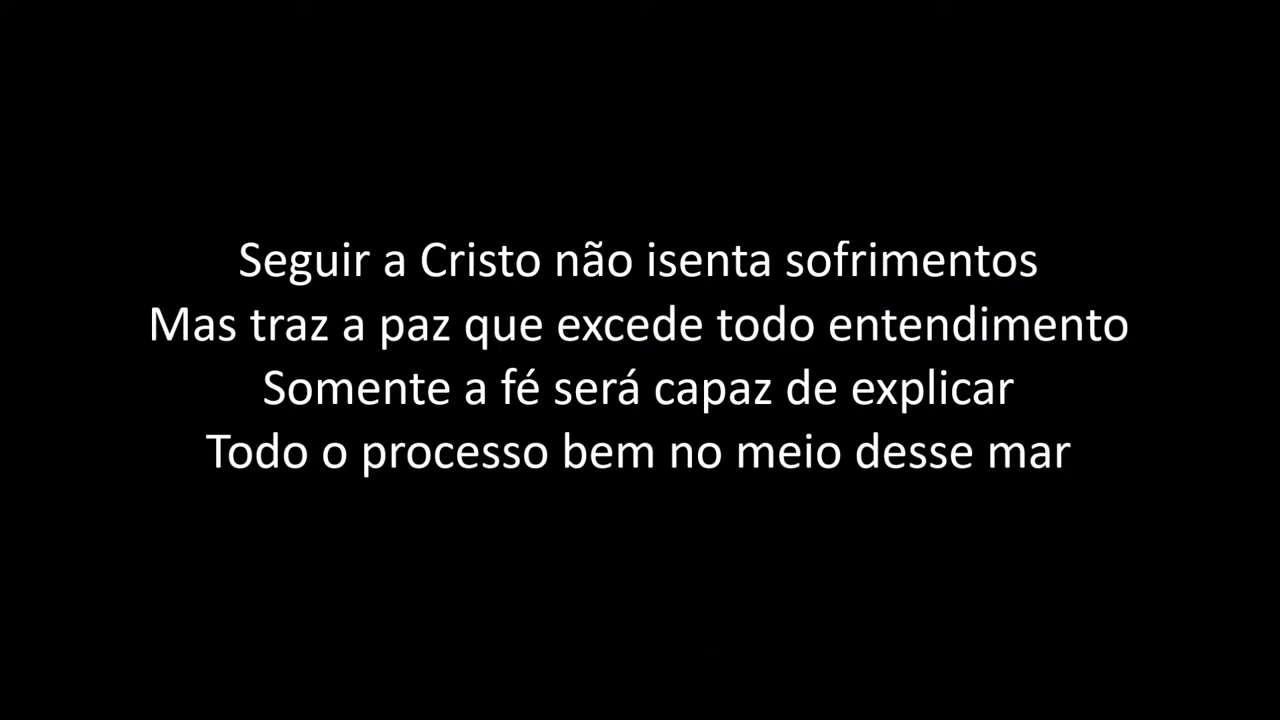 Seguir a Cristo não isenta sofrimentos
Mas traz a paz que excede todo entendimento
Somente a fé será capaz de explicar
Todo o processo bem no meio desse mar